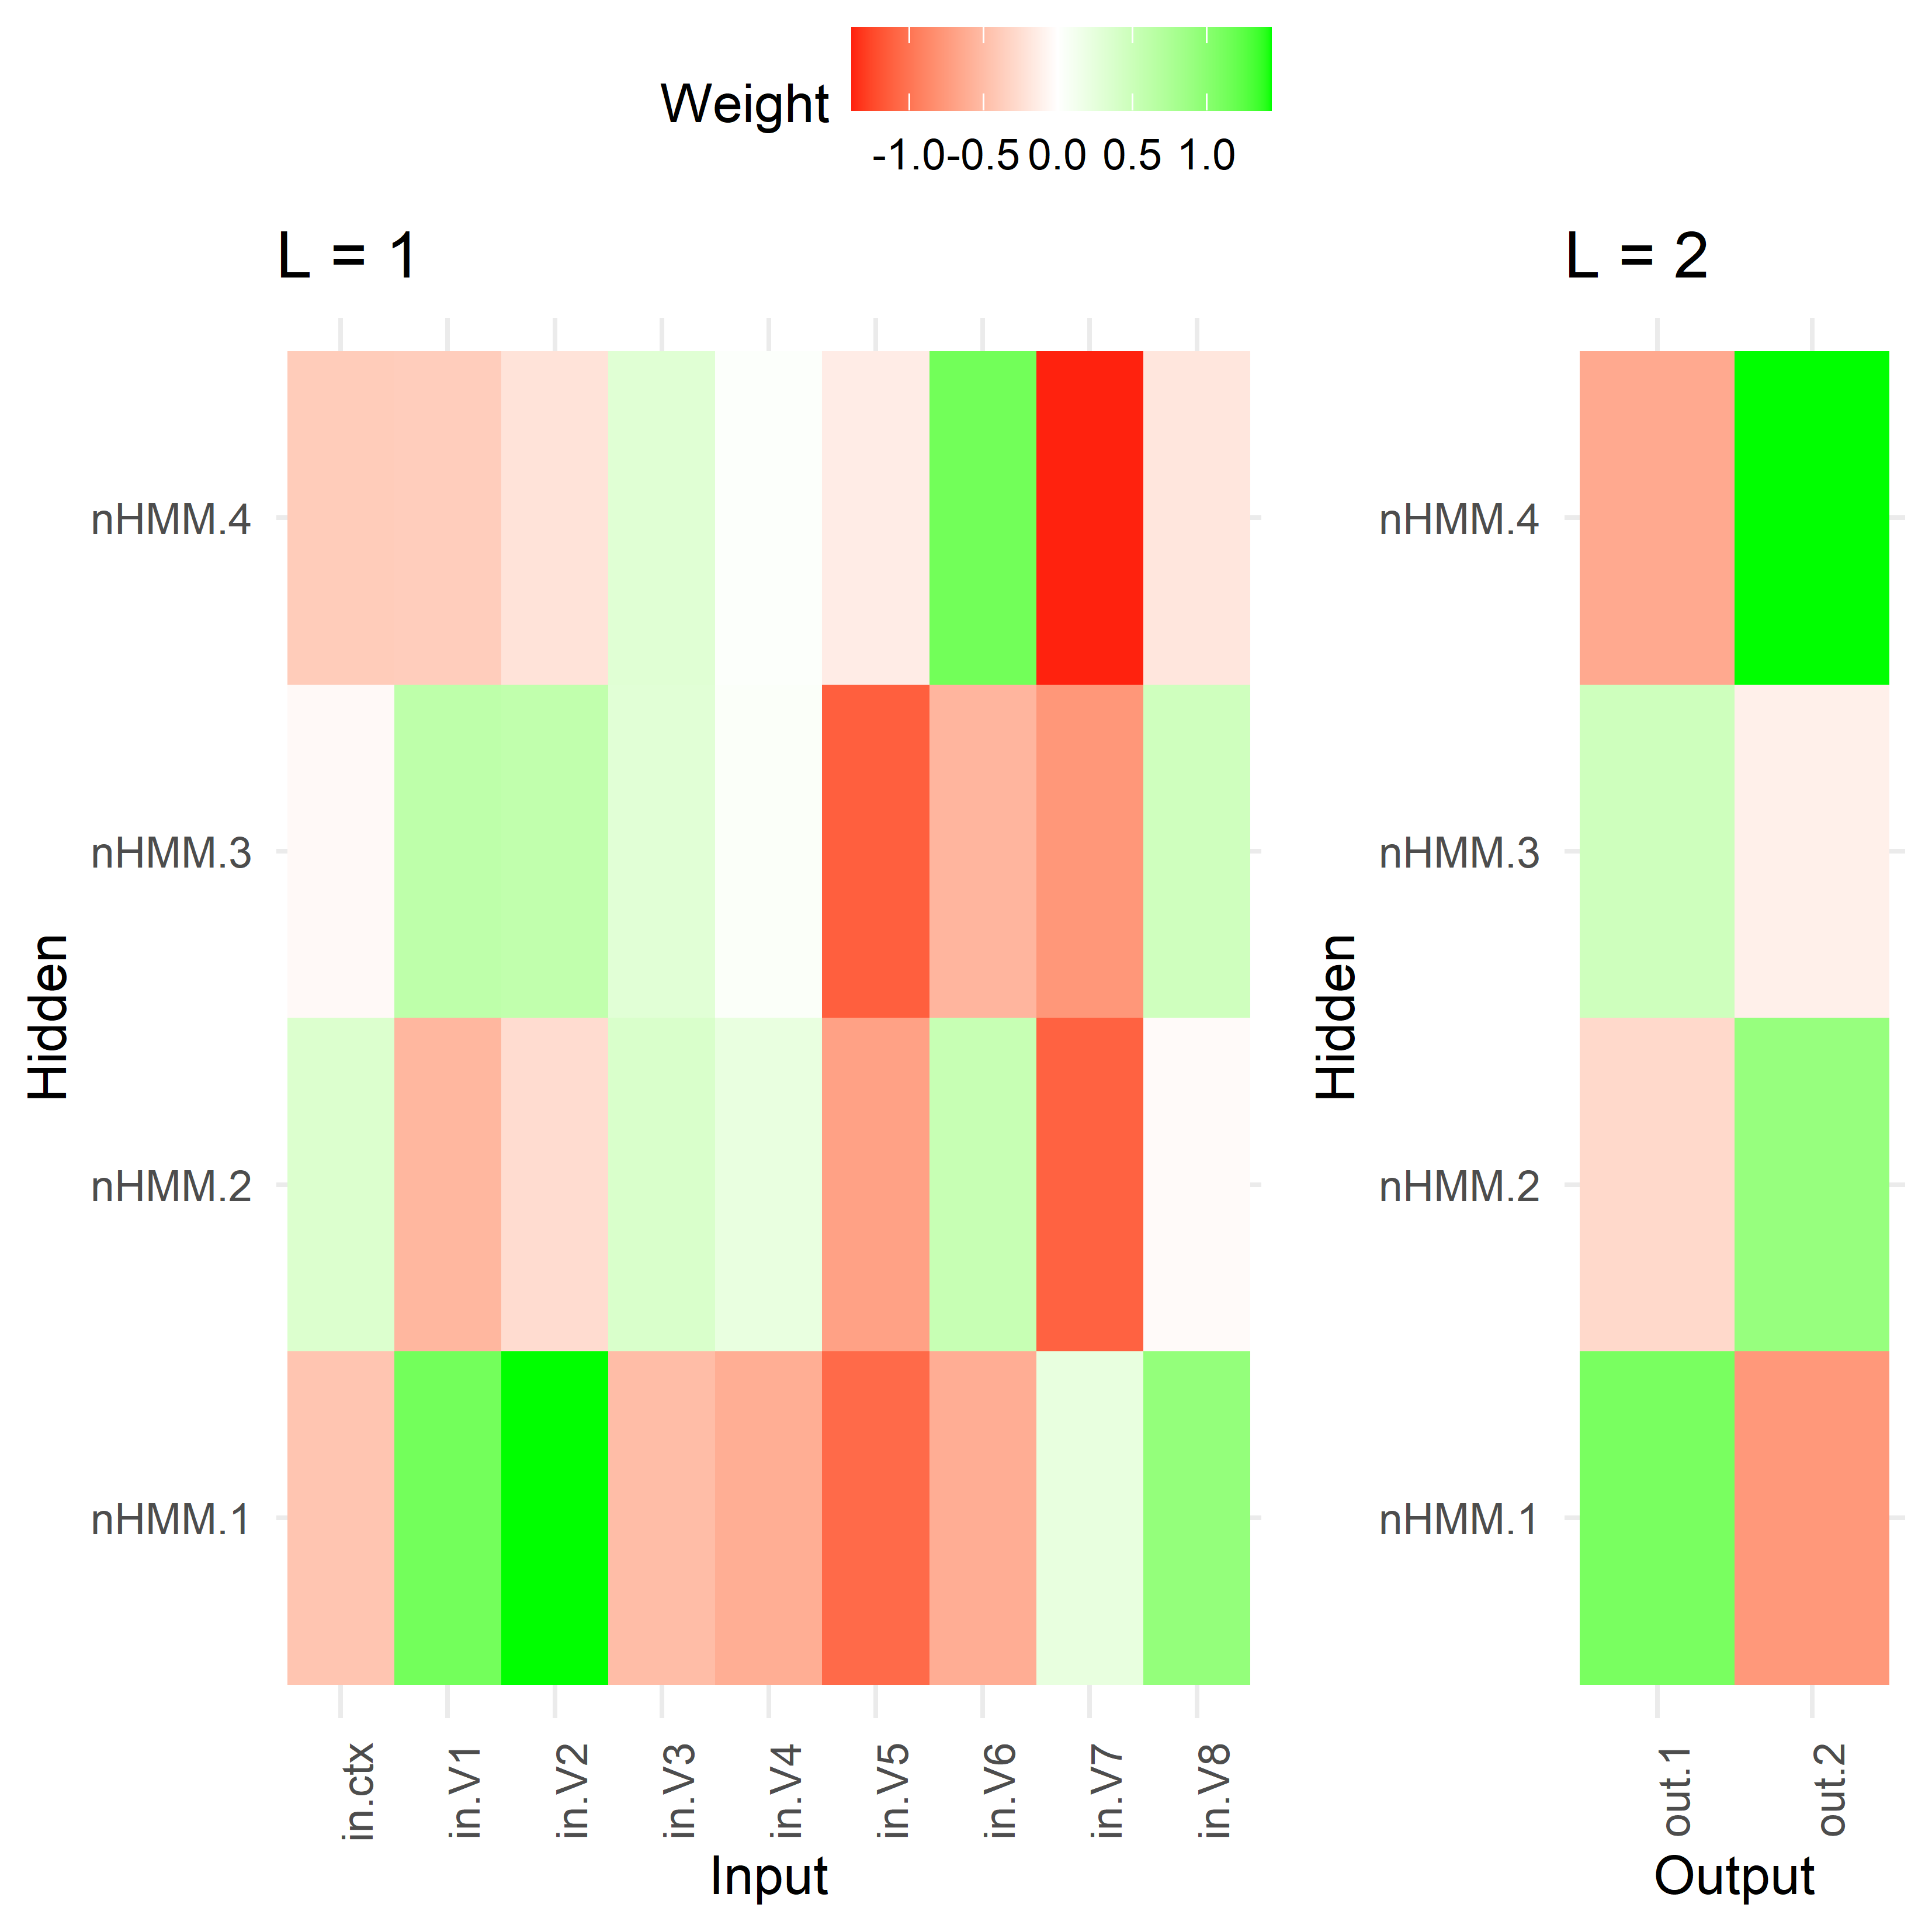 Weight
-1.0 -0.5 0.0 0.5 1.0
L = 1
L = 2
Hidden
nHMM.4
nHMM.3
nHMM.2
nHMM.1
in.ctx in.V1 in.V2 in.V3 in.V4 in.V5 in.V6 in.V7 in.V8
Input
Hidden
nHMM.4
nHMM.3
nHMM.2
nHMM.1
out.1 out.2
Output